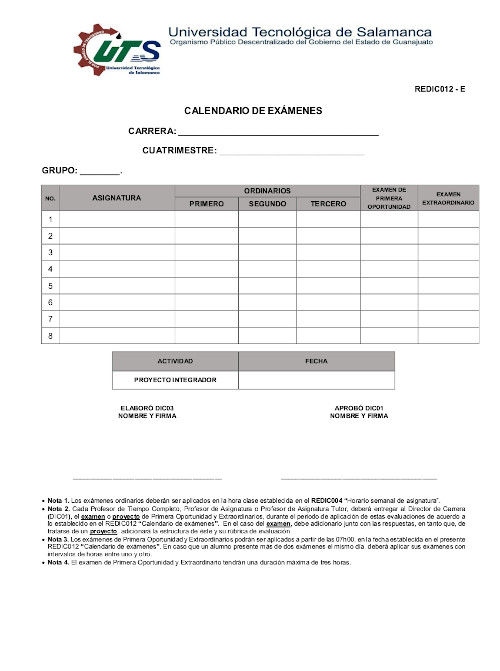 UTS
Universidad Tecnológica
de Salamanca
Universidad Tecnológica de Salamanca
Organismo Público Descentralizado del Gobierno del Estado de Guanajuato
REDIC012 - E
CALENDARIO DE EXÁMENES
CARRERA:
CUATRIMESTRE:
GRUPO: ________.
NO. ASIGNATURA ORDINARIOS EXAMEN DE PRIMERA OPORTUNIDAD EXAMEN EXTRAORDINARIO
PRIMERO SEGUNDO TERCERO
1
2
3
4
5
6
7
8
ACTIVIDAD FECHA
PROYECTO INTEGRADOR
ELABORÓ DIC03 APROBÓ DIC01
NOMBRE Y FIRMA NOMBRE Y FIRMA
• Nota 1. Los exámenes ordinarios deberán ser aplicados en la hora clase establecida en el REDIC004 "Horario semanal de asignatura".
• Nota 2. Cada Profesor de Tiempo Completo, Profesor de Asignatura o Profesor de Asignatura Tutor, deberá entregar al Director de Carrera
(DIC01), el examen o proyecto de Primera Oportunidad y Extraordinarios, durante el periodo de aplicación de estas evaluaciones de acuerdo a
lo establecido en el REDIC012 "Calendario de exámenes". En el caso del examen, debe adicionarlo junto con las respuestas, en tanto que, de
tratarse de un proyecto, adicionara la estructura de éste y su rúbrica de evaluación.
• Nota 3. Los exámenes de Primera Oportunidad y Extraordinarios podrán ser aplicados a partir de las 07h00, en la fecha establecida en el presente
REDIC012 "Calendario de exámenes". En caso que un alumno presente más de dos exámenes el mismo día, deberá aplicar sus exámenes con
intervalos de horas entre uno y otro.
• Nota 4. El examen de Primera Oportunidad y Extraordinario tendrán una duración máxima de tres horas.